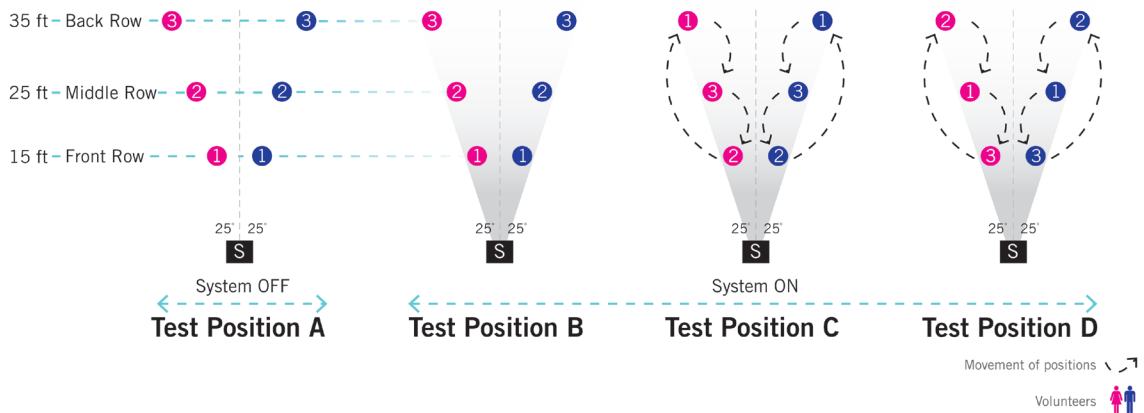 35 ft Back Row 3 3 3 3 1 1 2 2
25 ft Middle Row 2 2 2 2 3 3 1 1
15 ft Front Row 1 1 1 1 2 2 3 3
25° 25° 25° 25° 25° 25° 25° 25°
S S S S
System OFF System ON
Test Position A Test Position B Test Position C Test Position D
Movement of positions
Volunteers